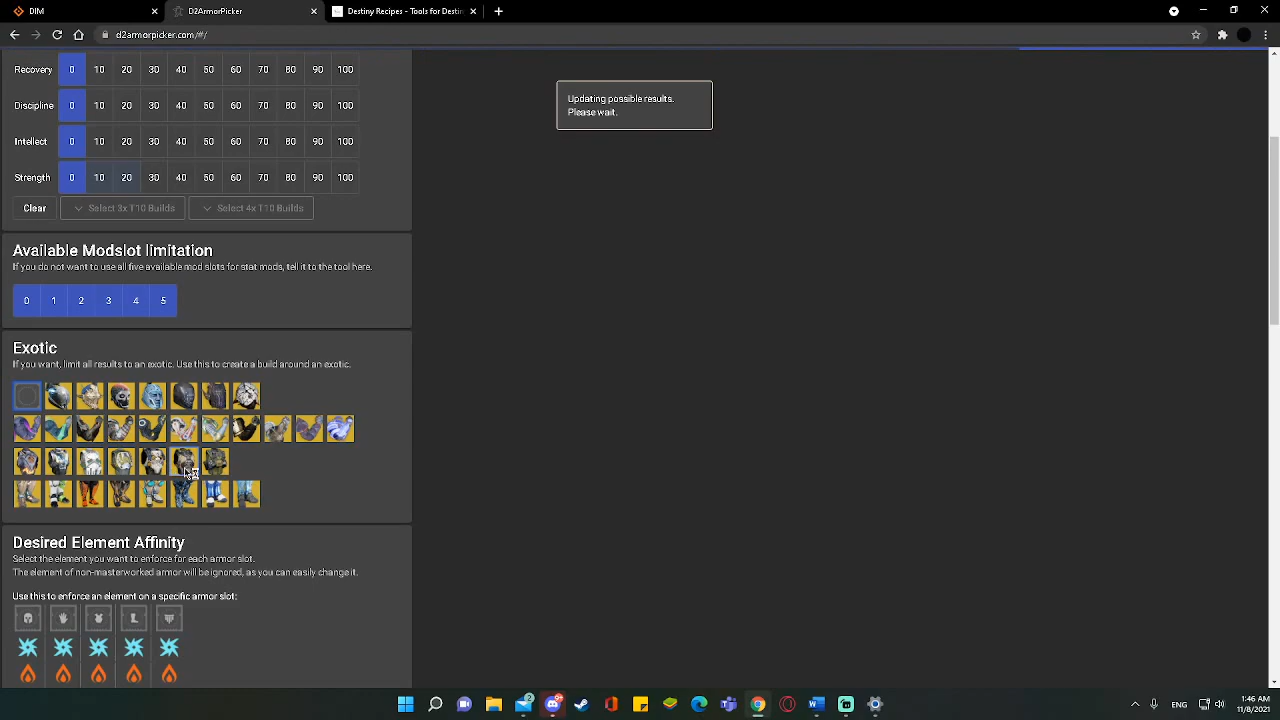 DIM
D2ArmorPicker
Destiny Recipes - Tools for Destin
d2armorpicker.com/#/
Recovery 0 10 20 30 40 50 60 70 80 90 100
Discipline 0 10 20 30 40 50 60 70 80 90 100
Intellect 0 10 20 30 40 50 60 70 80 90 100
Strength 0 10 20 30 40 50 60 70 80 90 100
Clear Select 3x T10 Builds Select 4x T10 Builds
Available Modslot limitation
If you do not want to use all five available mod slots for stat mods, tell it to the tool here.
0 1 2 3 4 5
Exotic
If you want, limit all results to an exotic. Use this to create a build around an exotic.
Desired Element Affinity
Select the element you want to enforce for each armor slot.
The element of non-masterworked armor will be ignored, as you can easily change it.
Use this to enforce an element on a specific armor slot:
Updating possible results.
Please wait.
ENG
1:46 AM
11/8/2021